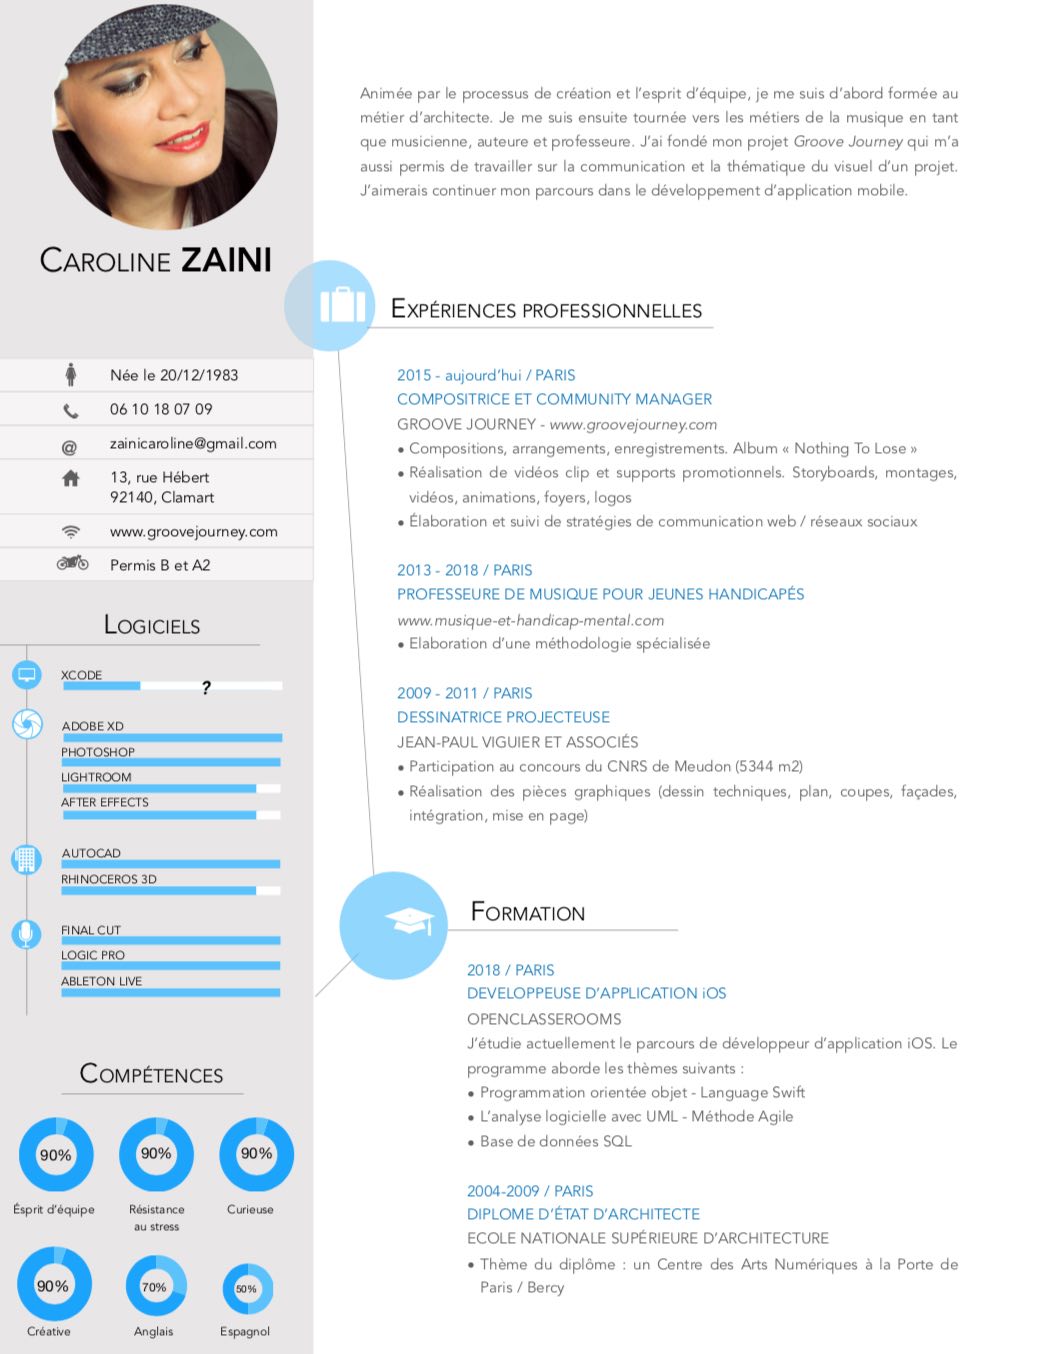 Caroline ZAINI
Née le 20/12/1983
06 10 18 07 09
zainicaroline@gmail.com
13, rue Hébert
92140, Clamart
www.groovejourney.com
Permis B et A2
Logiciels
XCODE
?
ADOBE XD
PHOTOSHOP
LIGHTROOM
AFTER EFFECTS
AUTOCAD
RHINOCEROS 3D
FINAL CUT
LOGIC PRO
ABLETON LIVE
Compétences
90% 90% 90%
Ésprit d'équipe Résistance Curieuse
au stress
90% 70% 50%
Créative Anglais Espagnol
Animée par le processus de création et l'esprit d'équipe, je me suis d'abord formée au
métier d'architecte. Je me suis ensuite tournée vers les métiers de la musique en tant
que musicienne, auteure et professeure. J'ai fondé mon projet Groove Journey qui m'a
aussi permis de travailler sur la communication et la thématique du visuel d'un projet.
J'aimerais continuer mon parcours dans le développement d'application mobile.
Expériences professionnelles
2015 - aujourd'hui / PARIS
COMPOSITRICE ET COMMUNITY MANAGER
GROOVE JOURNEY - www.groovejourney.com
• Compositions, arrangements, enregistrements. Album « Nothing To Lose »
• Réalisation de vidéos clip et supports promotionnels. Storyboards, montages,
vidéos, animations, foyers, logos
• Élaboration et suivi de stratégies de communication web / réseaux sociaux
2013 - 2018 / PARIS
PROFESSEURE DE MUSIQUE POUR JEUNES HANDICAPÉS
www.musique-et-handicap-mental.com
• Elaboration d'une méthodologie spécialisée
2009 - 2011 / PARIS
DESSINATRICE PROJECTEUSE
JEAN-PAUL VIGUIER ET ASSOCIÉS
• Participation au concours du CNRS de Meudon (5344 m2)
• Réalisation des pièces graphiques (dessin techniques, plan, coupes, façades,
intégration, mise en page)
Formation
2018 / PARIS
DEVELOPPEUSE D'APPLICATION iOS
OPENCLASSEROOMS
J'étudie actuellement le parcours de développeur d'application iOS. Le
programme aborde les thèmes suivants :
• Programmation orientée objet - Language Swift
• L'analyse logicielle avec UML - Méthode Agile
• Base de données SQL
2004-2009 / PARIS
DIPLOME D'ÉTAT D'ARCHITECTE
ECOLE NATIONALE SUPÉRIEURE D'ARCHITECTURE
• Thème du diplôme : un Centre des Arts Numériques à la Porte de
Paris / Bercy